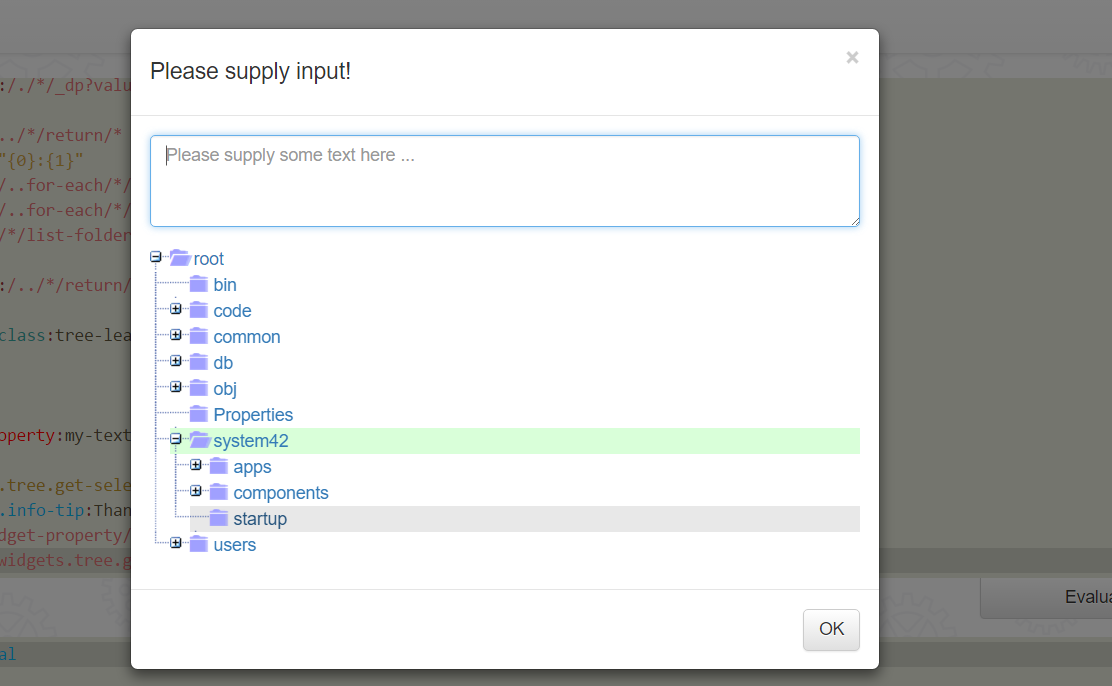 Please supply input!
×
:/./*/_dp?valu
../*/return/*
"{0}:{1}"
/..for-each/*/
/..for-each/*/
/*/list-folder
:/../*/return/
class:tree-lea
operty:my-text
.tree.get-sele
.info-tip:Than
dget-property/
widgets.tree.g
Please supply some text here ...
root
bin
code
common
db
obj
Properties
system42
apps
components
startup
users
OK
Evalua
al